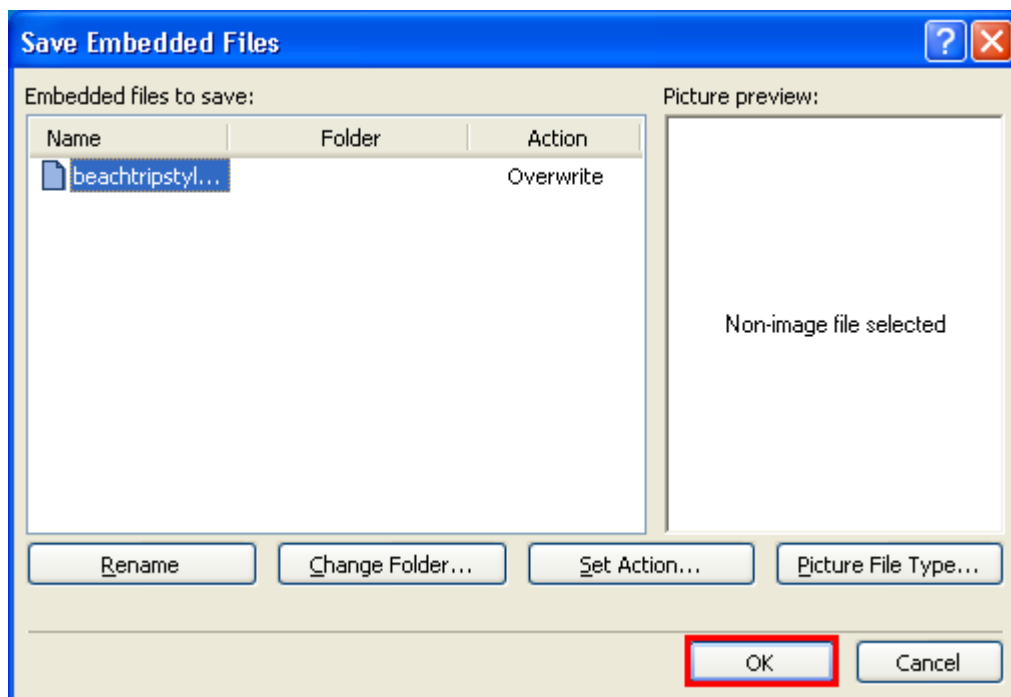 Save Embedded Files
Embedded files to save:
Picture preview:
Name Folder Action
beachtripstyl... Overwrite
Non-image file selected
Rename Change Folder... Set Action... Picture File Type...
OK Cancel